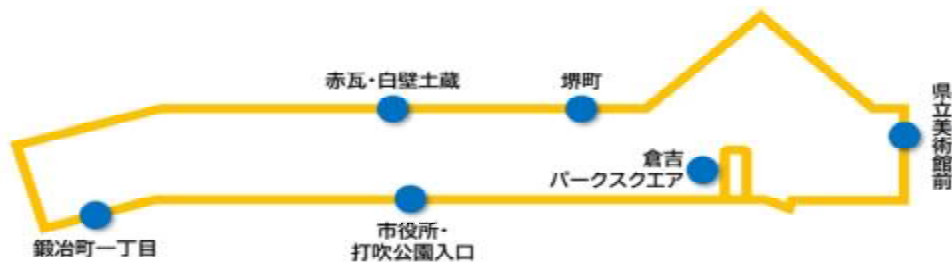 赤瓦・白壁土蔵
堺町
県立美術館前
倉吉
パークスクエア
鍛冶町一丁目
市役所・
打吹公園入口